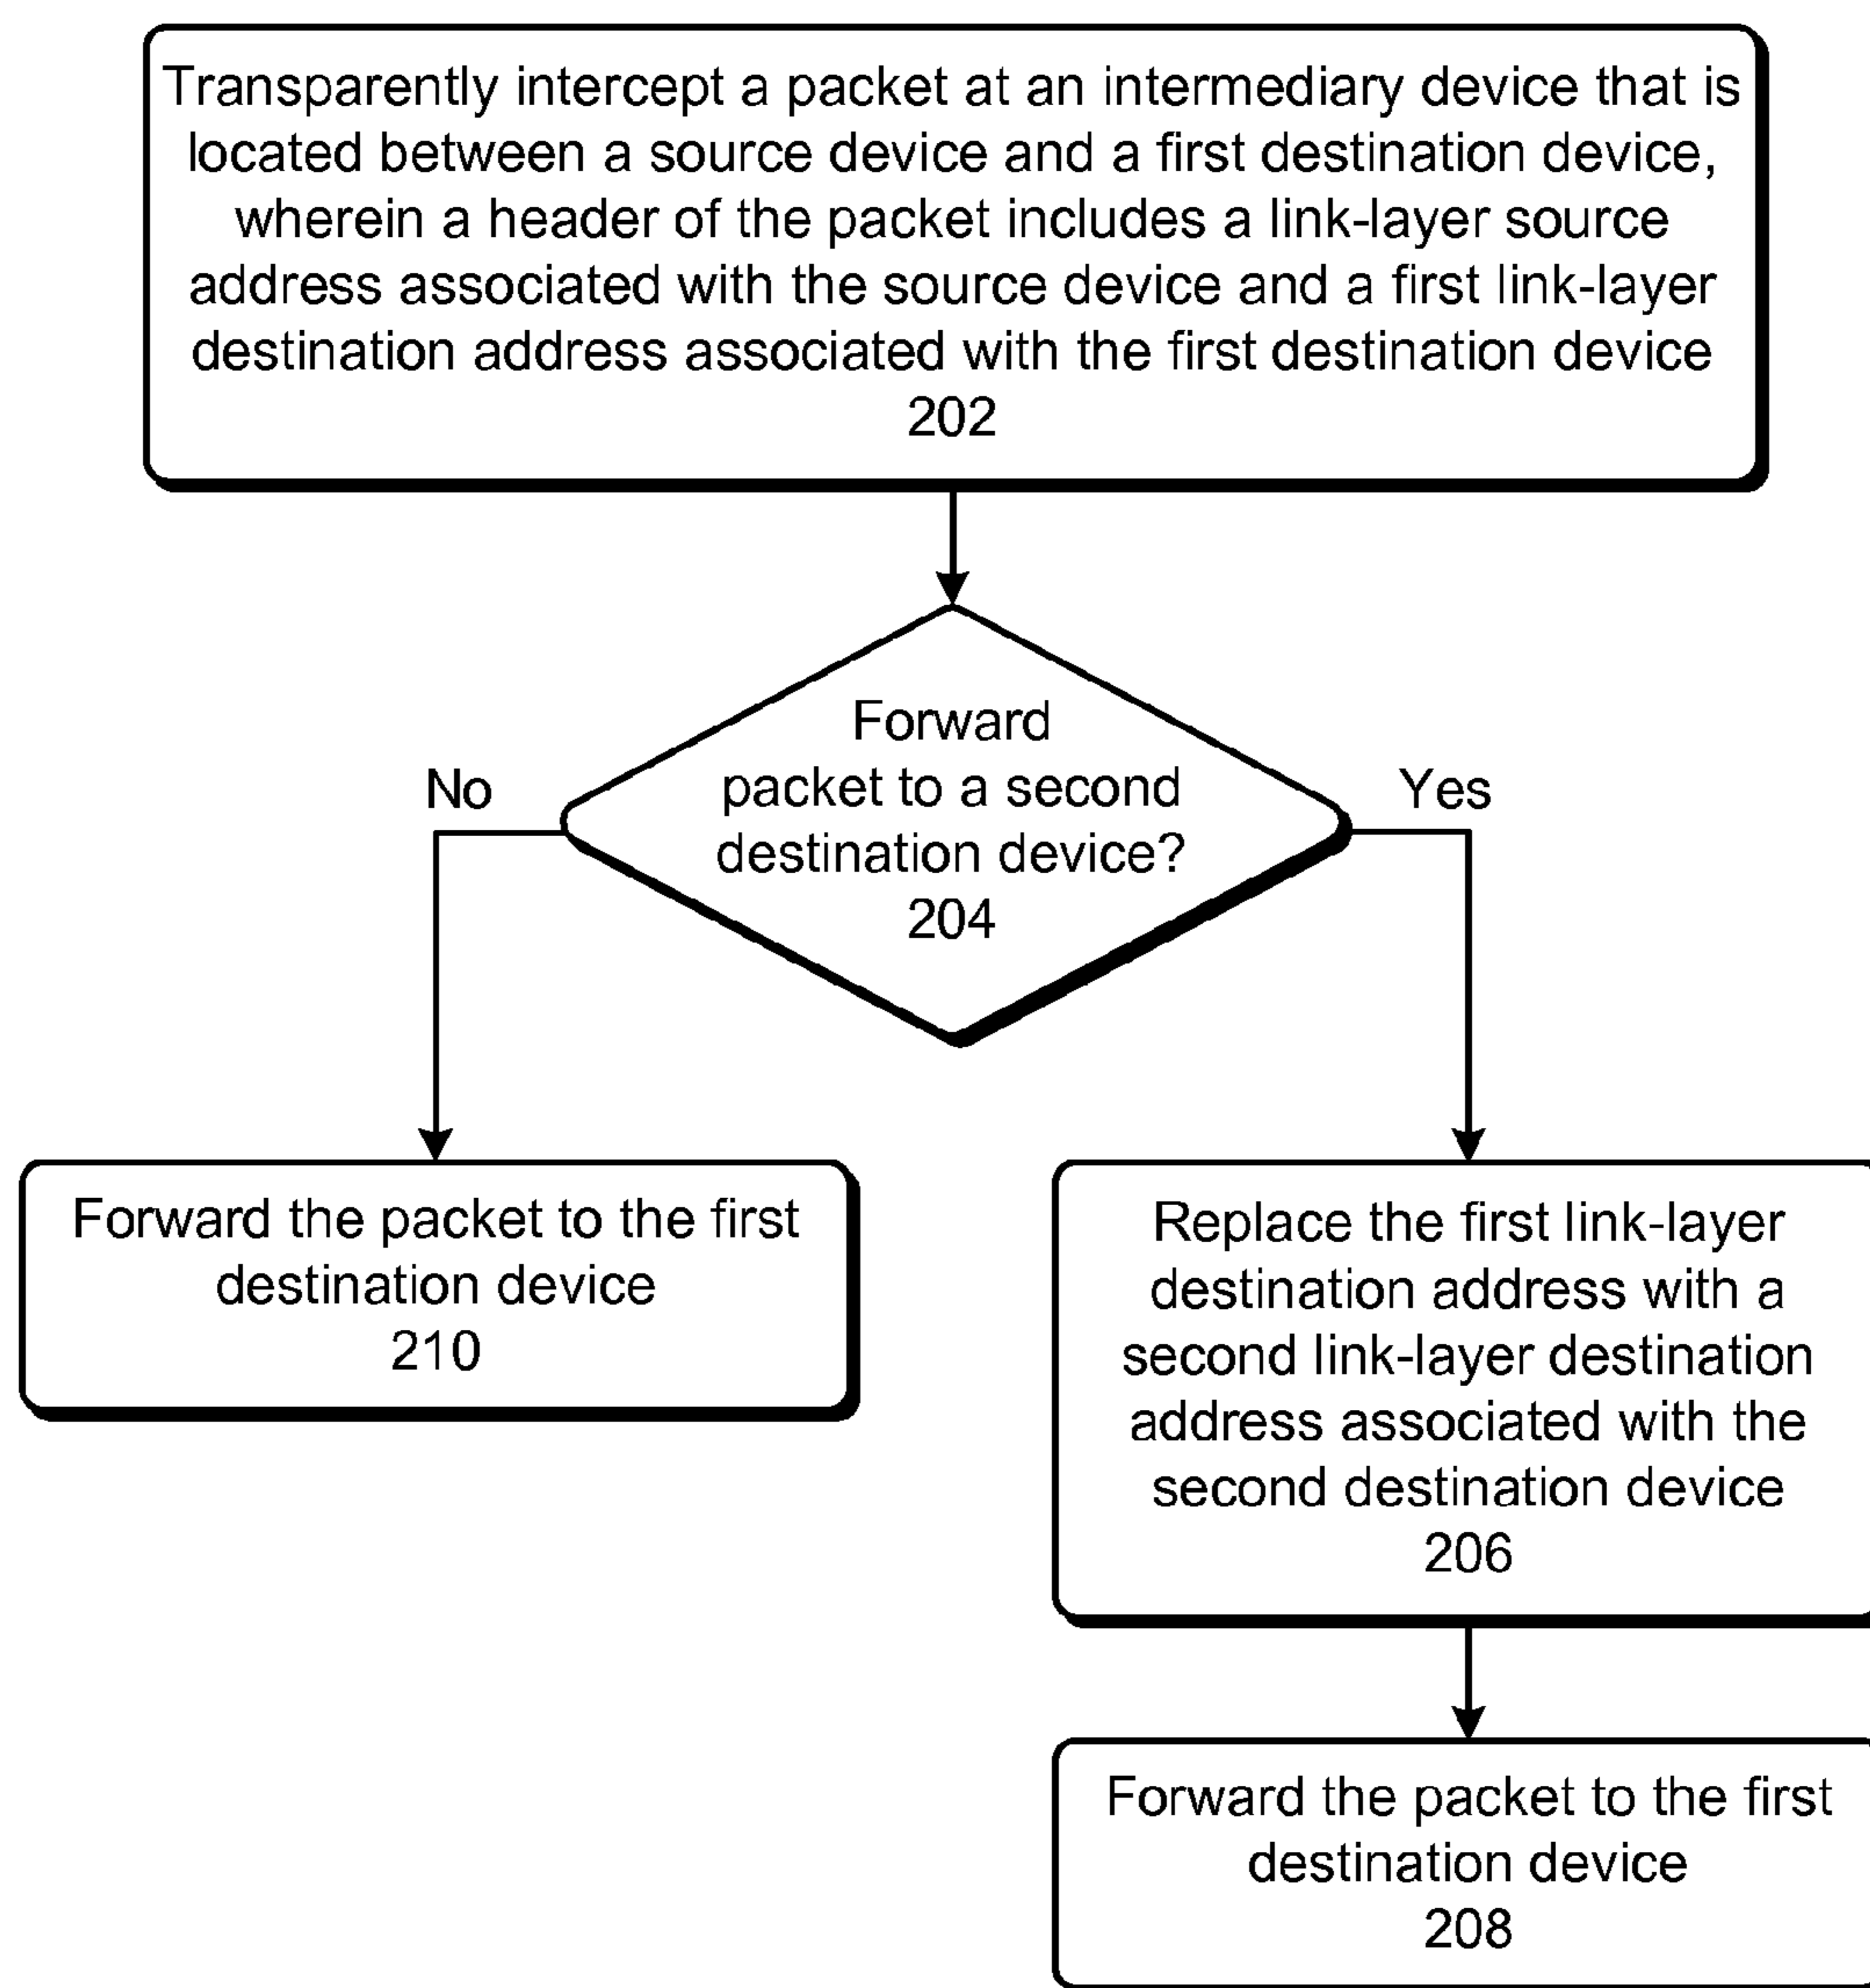 Transparently intercept a packet at an intermediary device that is
located between a source device and a first destination device,
wherein a header of the packet includes a link-layer source
address associated with the source device and a first link-layer
destination address associated with the first destination device
202
Forward
packet to a second
destination device?
204
No
Yes
Forward the packet to the first
destination device
210
Replace the first link-layer
destination address with a
second link-layer destination
address associated with the
second destination device
206
Forward the packet to the first
destination device
208